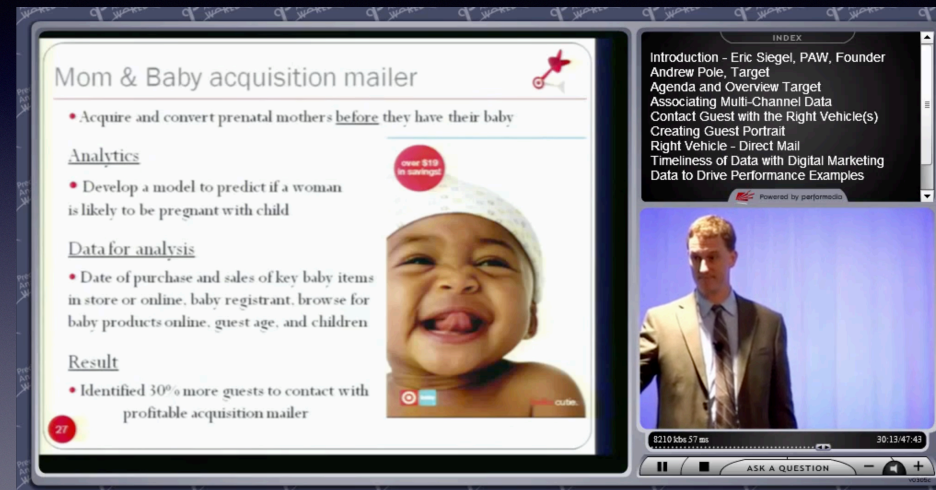 Mom & Baby acquisition mailer
• Acquire and convert prenatal mothers before they have their baby
Analytics
• Develop a model to predict if a woman
is likely to be pregnant with child
Data for analysis
• Date of purchase and sales of key baby items
in store or online, baby registrant, browse for
baby products online, guest age, and children
Result
• Identified 30% more guests to contact with
profitable acquisition mailer
27
over $19
in savings!
cutie.
INDEX
Introduction - Eric Siegel, PAW, Founder
Andrew Pole, Target
Agenda and Overview Target
Associating Multi-Channel Data
Contact Guest with the Right Vehicle(s)
Creating Guest Portrait
Right Vehicle - Direct Mail
Timeliness of Data with Digital Marketing
Data to Drive Performance Examples
Powered by performedia
8210 kbs 57 ms
30:13/47:43
ASK A QUESTION